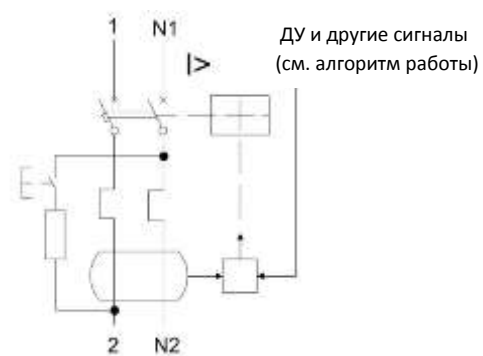 1 N1
ДУ и другие сигналы
(см. алгоритм работы)
I>
2 N2